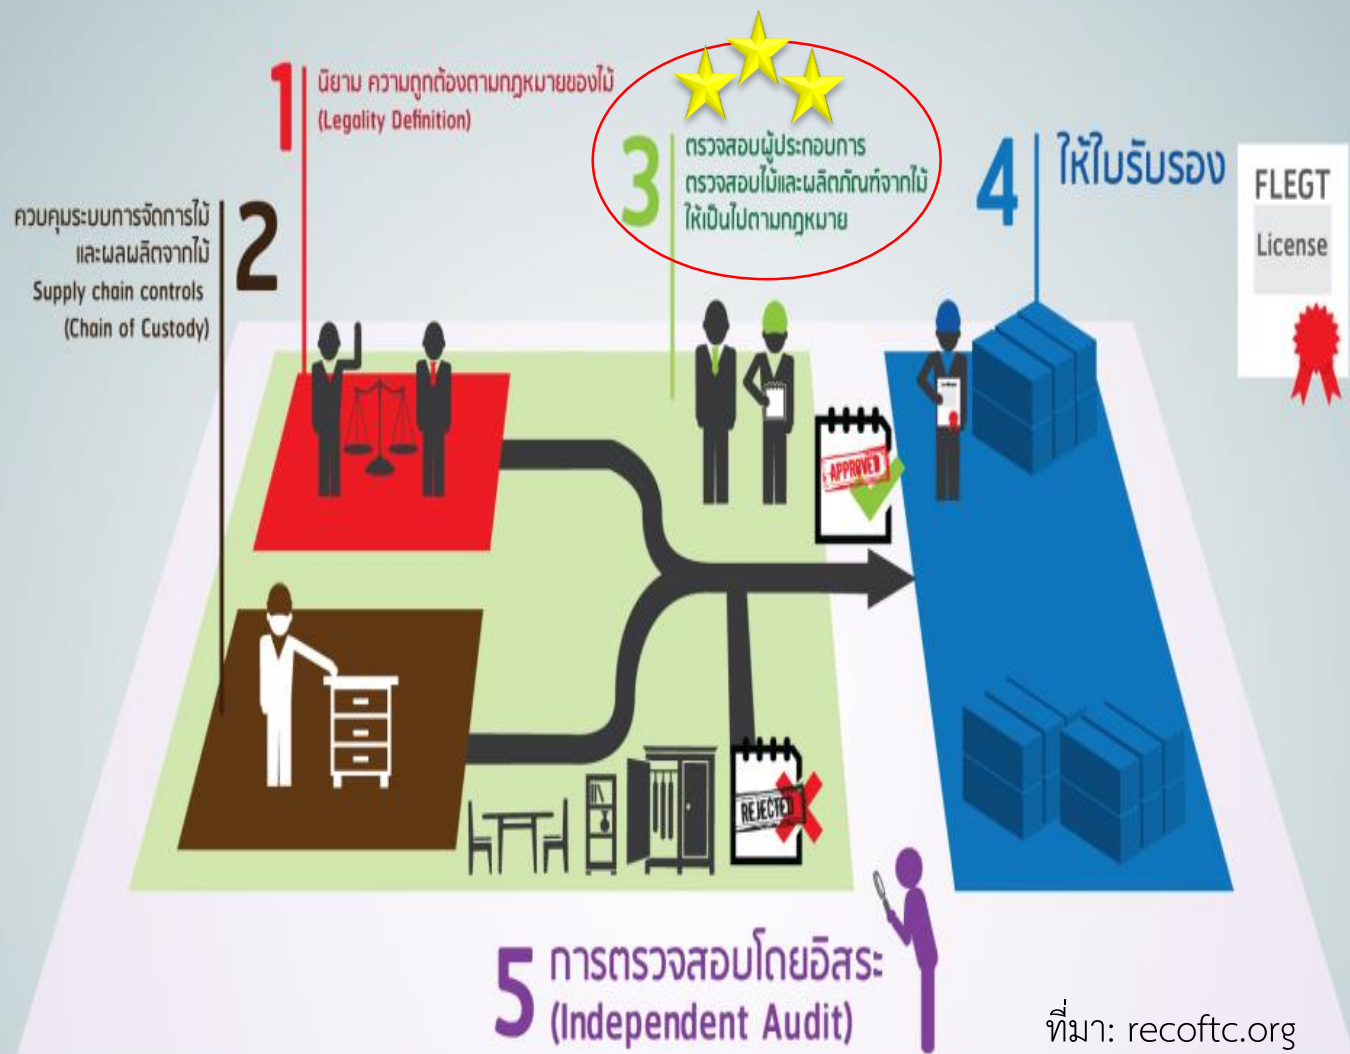 1
นิยาม ความถูกต้องตามกฎหมายของไม้
(Legality Definition)
2
ควบคุมระบบการจัดการไม้
และผลผลิตจากไม้
Supply chain controls
(Chain of Custody)
3
ตรวจสอบผู้ประกอบการ
ตรวจสอบไม้และผลิตภัณฑ์จากไม้
ให้เป็นไปตามกฎหมาย
4
ให้ใบรับรอง
FLEGT
License
APPROVED
REJECTED
5
การตรวจสอบโดยอิสระ
(Independent Audit)
ที่มา: recoftc.org